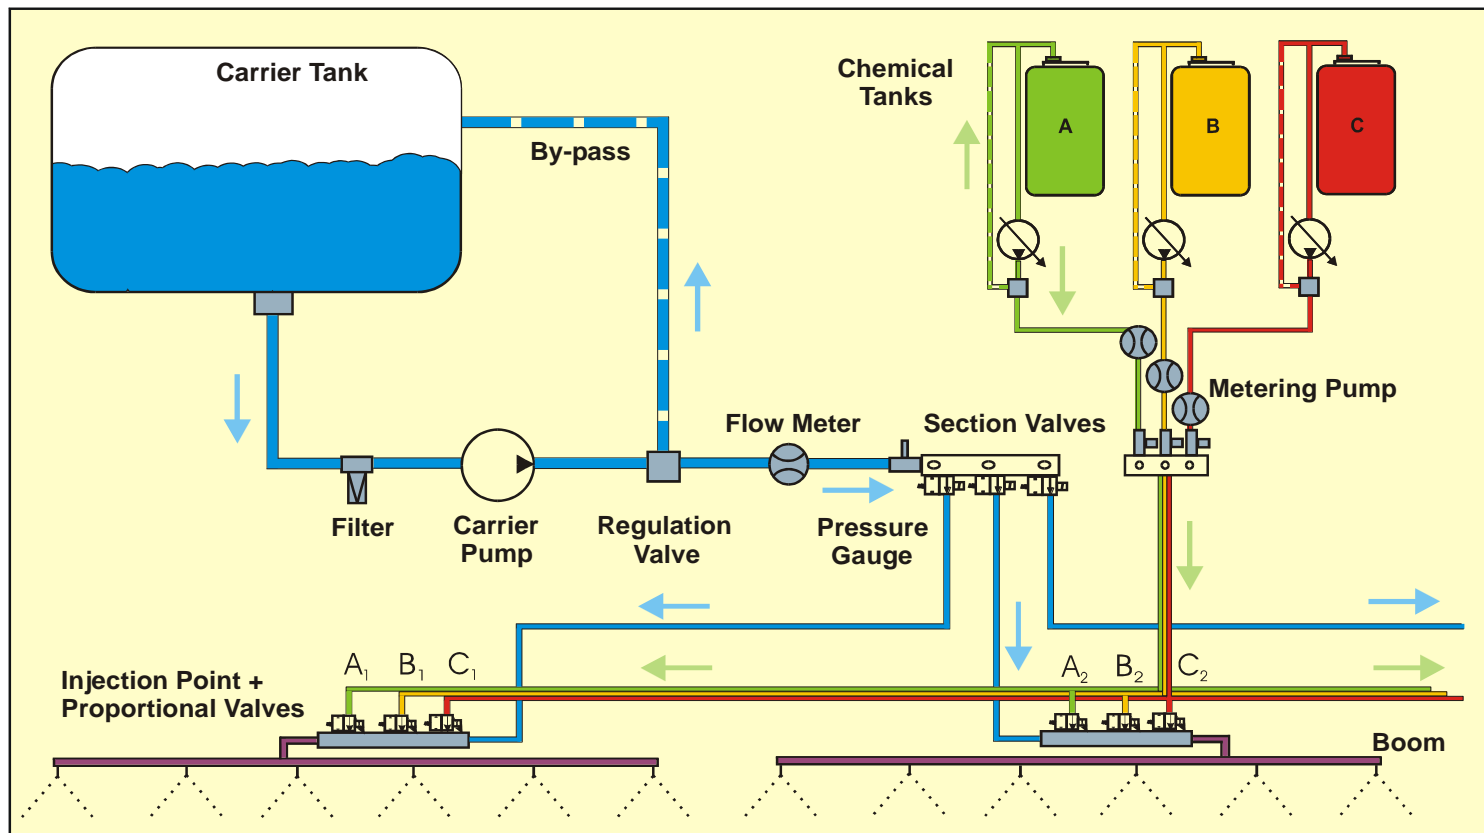 Carrier Tank
By-pass
Chemical
Tanks
A
B
C
Metering Pump
Flow Meter
Section Valves
Filter
Carrier
Pump
Regulation
Valve
Pressure
Gauge
A₁ B₁ C₁
A₂ B₂ C₂
Injection Point +
Proportional Valves
Boom